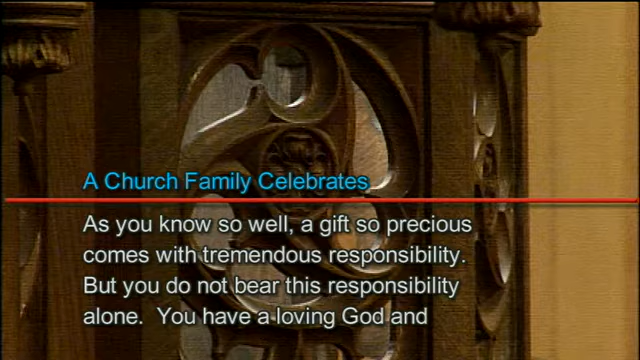 A Church Family Celebrates
As you know so well, a gift so precious
comes with tremendous responsibility.
But you do not bear this responsibility
alone.  You have a loving God and